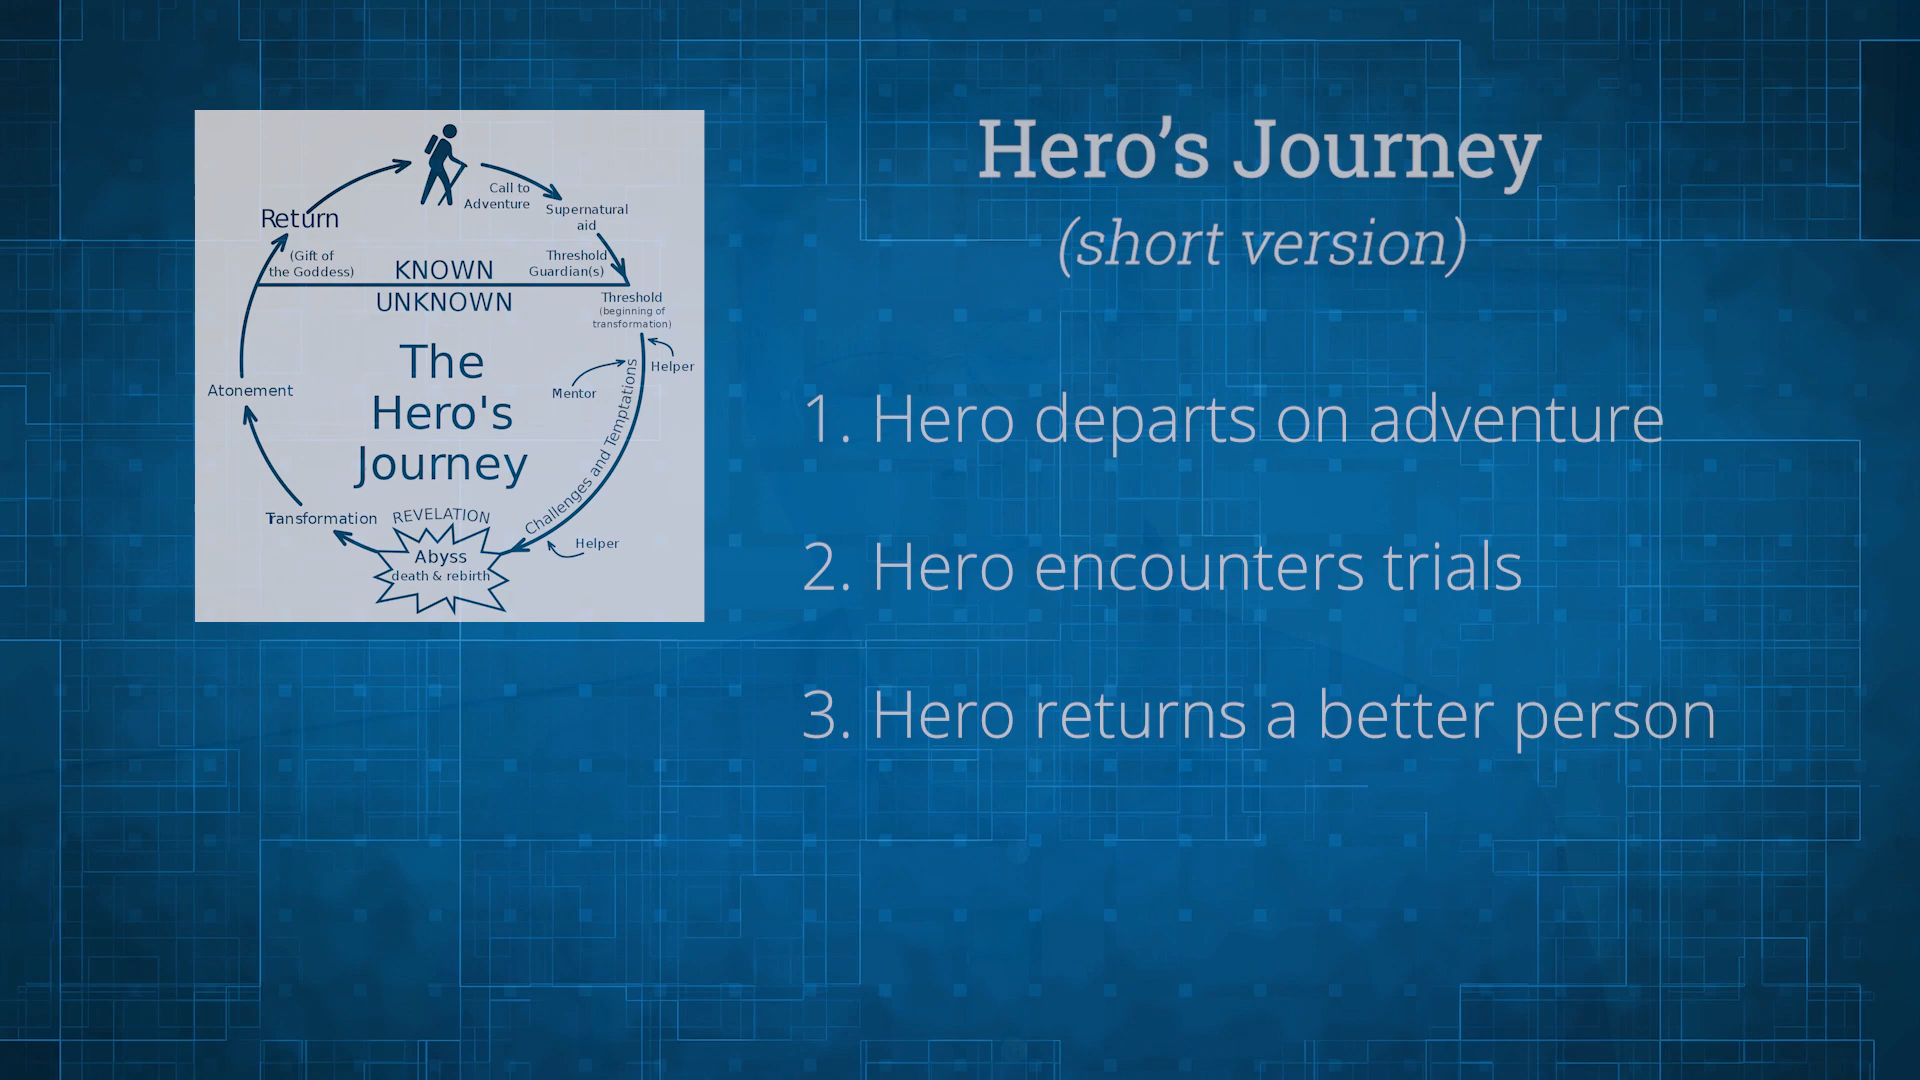 Call to
Adventure
Supernatural
aid
Return
(Gift of
the Goddess)
Threshold
Guardian(s)
KNOWN
UNKNOWN
Threshold
(beginning of
transformation)
Helper
Mentor
Challenges and Temptations
The
Hero's
Journey
Atonement
Transformation
REVELATION
Abyss
death & rebirth
Helper
Hero’s Journey
(short version)
1. Hero departs on adventure
2. Hero encounters trials
3. Hero returns a better person